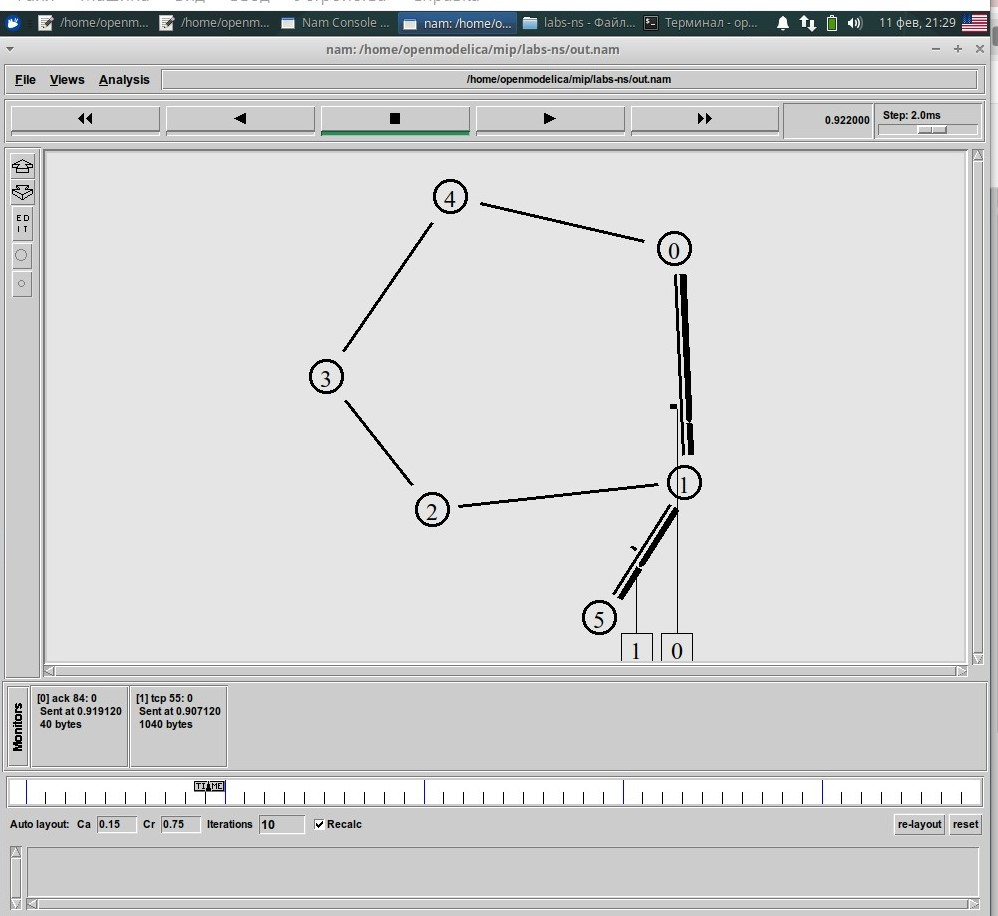 /home/openm...
/home/openm...
Nam Console ...
nam: /home/o...
labs-ns - Файл...
Терминал - ор...
11 фев, 21:29
nam: /home/openmodelica/mip/labs-ns/out.nam
File Views Analysis
/home/openmodelica/mip/labs-ns/out.nam
0.922000
Step: 2.0ms
ED
IT
4
0
3
1
2
5
1 0
Monitors
[0] ack 84: 0
Sent at 0.919120
40 bytes
[1] tcp 55: 0
Sent at 0.907120
1040 bytes
TIME
Auto layout: Ca 0.15 Cr 0.75 Iterations 10 Recalc
re-layout reset